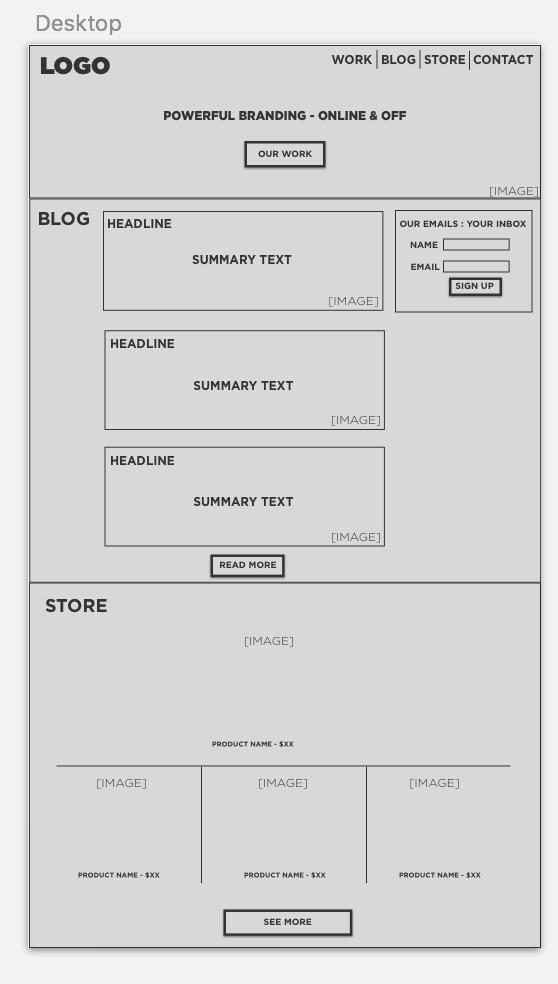 Desktop
LOGO
WORK BLOG STORE CONTACT
POWERFUL BRANDING - ONLINE & OFF
OUR WORK
[IMAGE]
BLOG
HEADLINE
SUMMARY TEXT
[IMAGE]
OUR EMAILS : YOUR INBOX
NAME
EMAIL
SIGN UP
HEADLINE
SUMMARY TEXT
[IMAGE]
HEADLINE
SUMMARY TEXT
[IMAGE]
READ MORE
STORE
[IMAGE]
PRODUCT NAME - $XX
[IMAGE]
PRODUCT NAME - $XX
[IMAGE]
PRODUCT NAME - $XX
[IMAGE]
PRODUCT NAME - $XX
SEE MORE